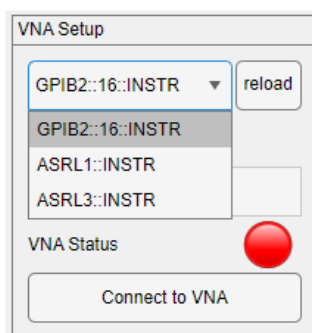 VNA Setup
GPIB2::16::INSTR
reload
GPIB2::16::INSTR
ASRL1::INSTR
ASRL3::INSTR
VNA Status
Connect to VNA